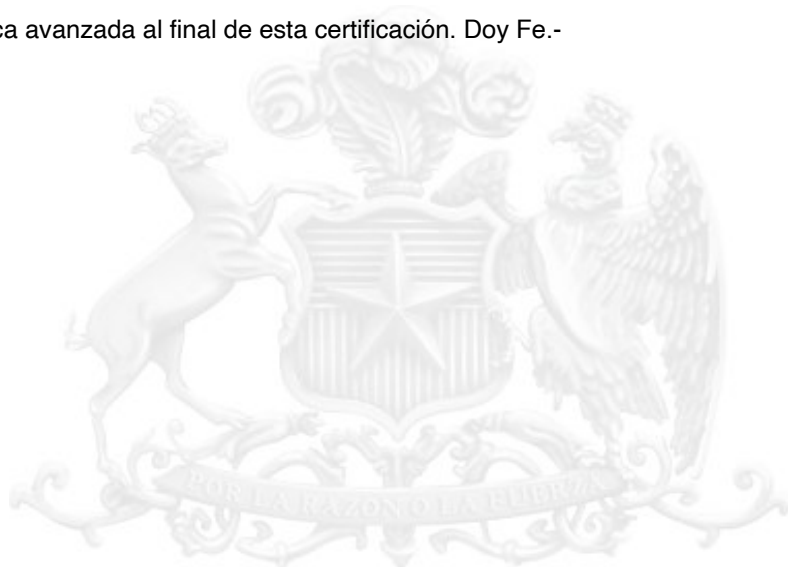 ca avanzada al final de esta certificación. Doy Fe.-
POR LA RAZON O LA FUERZA